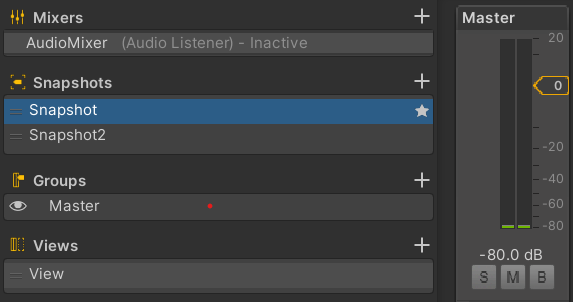 Mixers
AudioMixer (Audio Listener) - Inactive
Snapshots
Snapshot
Snapshot2
Groups
Master
Views
View
Master
20
0
-20
-40
-60
-80
-80.0 dB
S M B